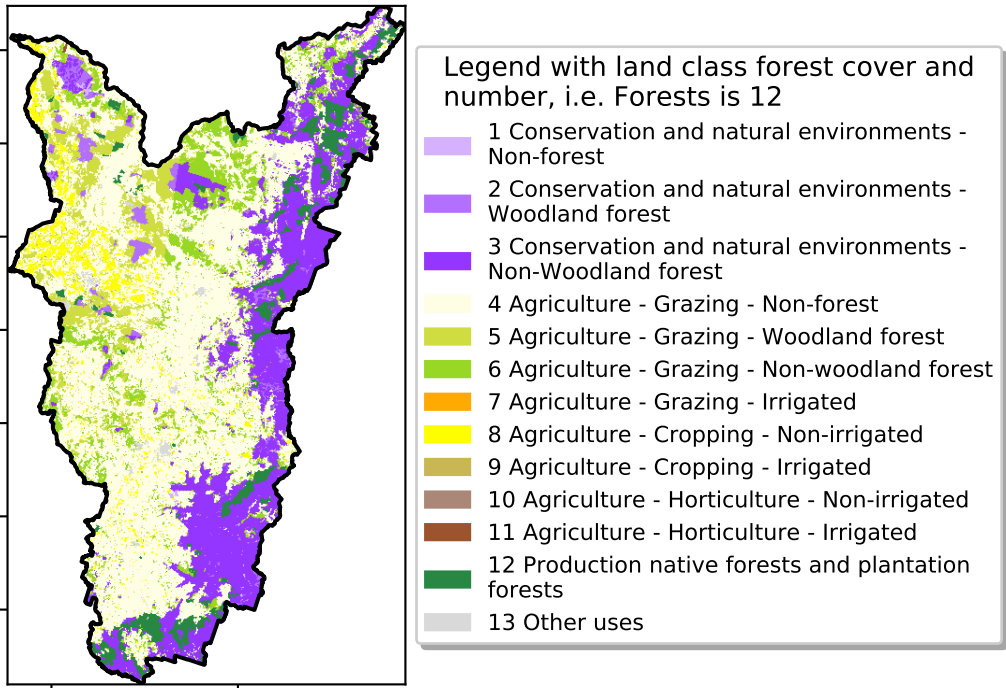 Legend with land class forest cover and
number, i.e. Forests is 12
1 Conservation and natural environments -
Non-forest
2 Conservation and natural environments -
Woodland forest
3 Conservation and natural environments -
Non-Woodland forest
4 Agriculture - Grazing - Non-forest
5 Agriculture - Grazing - Woodland forest
6 Agriculture - Grazing - Non-woodland forest
7 Agriculture - Grazing - Irrigated
8 Agriculture - Cropping - Non-irrigated
9 Agriculture - Cropping - Irrigated
10 Agriculture - Horticulture - Non-irrigated
11 Agriculture - Horticulture - Irrigated
12 Production native forests and plantation
forests
13 Other uses